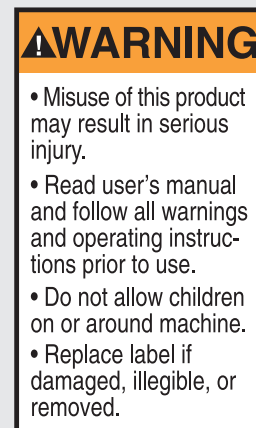 WARNING
• Misuse of this product
may result in serious
injury.
• Read user's manual
and follow all warnings
and operating instruc-
tions prior to use.
• Do not allow children
on or around machine.
• Replace label if
damaged, illegible, or
removed.